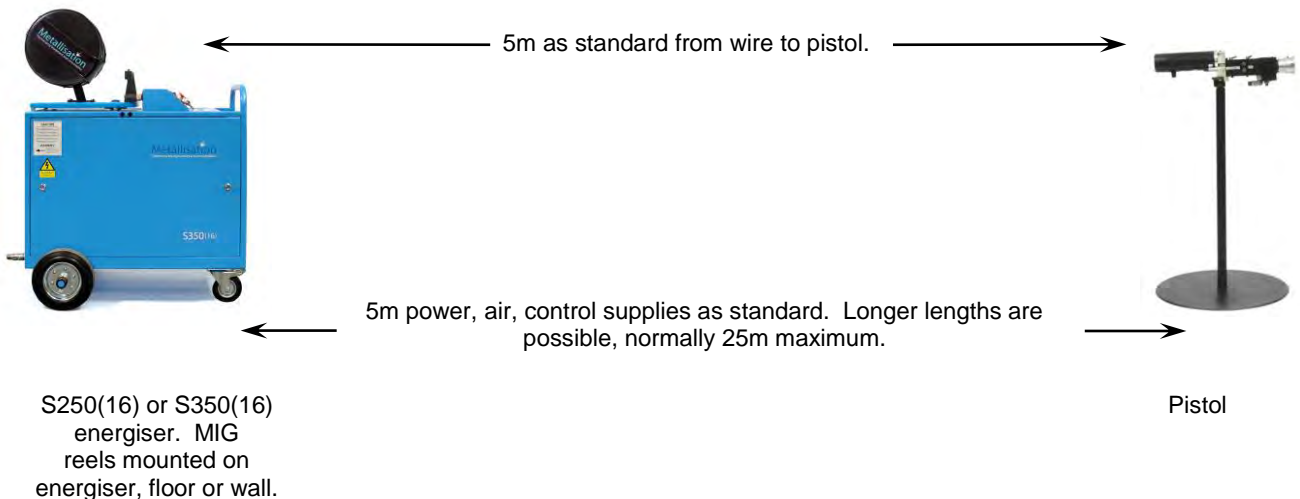 Metallisation
5m as standard from wire to pistol.
Metallisation
S350(16)
5m power, air, control supplies as standard.  Longer lengths are
possible, normally 25m maximum.
S250(16) or S350(16)
energiser.  MIG
reels mounted on
energiser, floor or wall.
Pistol